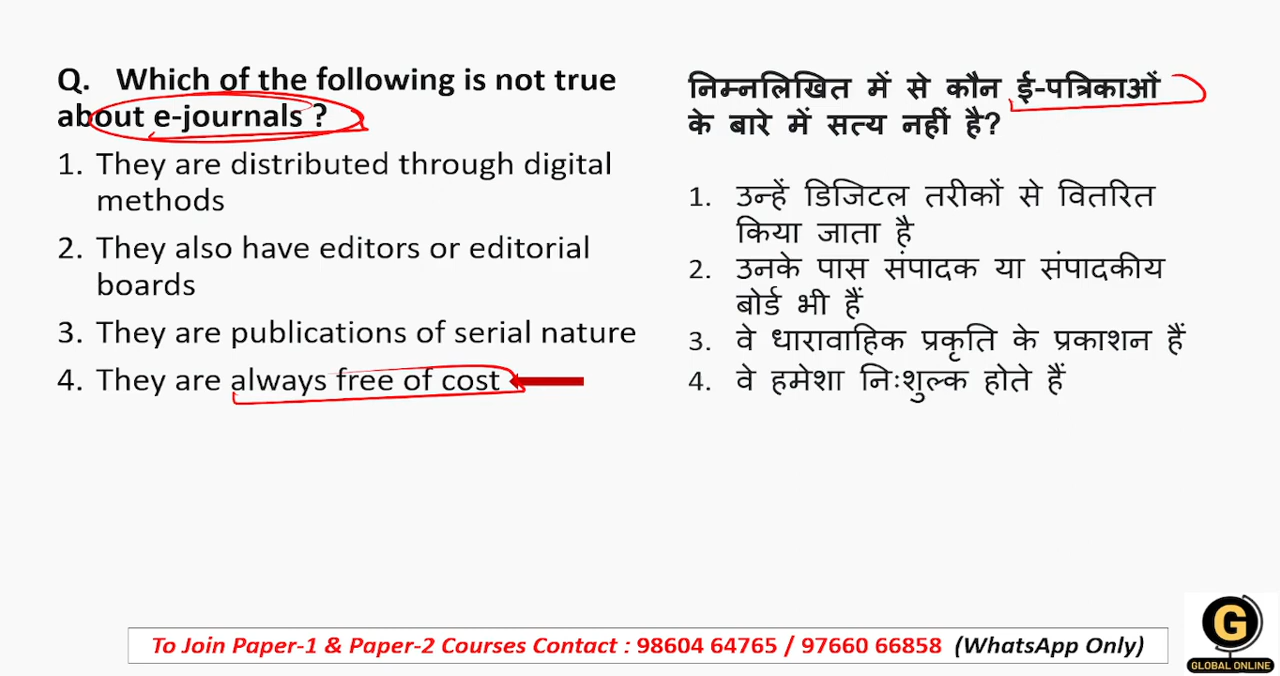 Q. Which of the following is not true
about e-journals ?
1. They are distributed through digital
methods
2. They also have editors or editorial
boards
3. They are publications of serial nature
4. They are always free of cost
निम्नलिखित में से कौन ई-पत्रिकाओं
के बारे में सत्य नहीं है?
1. उन्हें डिजिटल तरीकों से वितरित
किया जाता है
2. उनके पास संपादक या संपादकीय
बोर्ड भी हैं
3. वे धारावाहिक प्रकृति के प्रकाशन हैं
4. वे हमेशा निःशुल्क होते हैं
To Join Paper-1 & Paper-2 Courses Contact : 98604 64765 / 97660 66858 (WhatsApp Only)
G
GLOBAL ONLINE